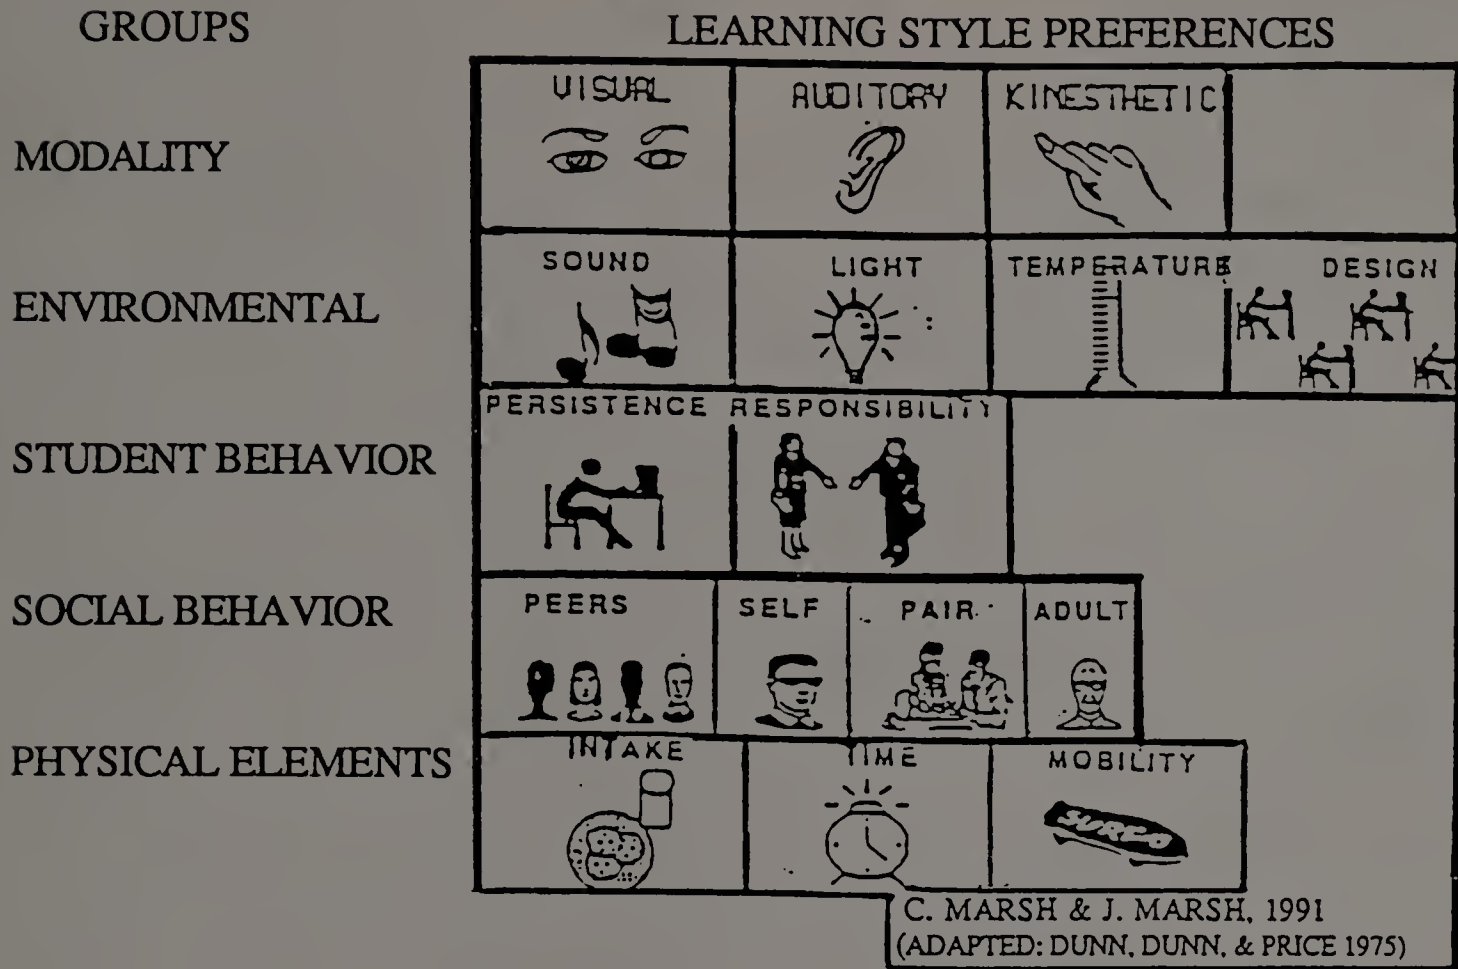 GROUPS LEARNING STYLE PREFERENCES
MODALITY VISUAL AUDITORY KINESTHETIC
ENVIRONMENTAL SOUND LIGHT TEMPERATURE DESIGN
STUDENT BEHAVIOR PERSISTENCE RESPONSIBILITY
SOCIAL BEHAVIOR PEERS SELF PAIR ADULT
PHYSICAL ELEMENTS INTAKE TIME MOBILITY
C. MARSH & J. MARSH, 1991
(ADAPTED: DUNN, DUNN, & PRICE 1975)